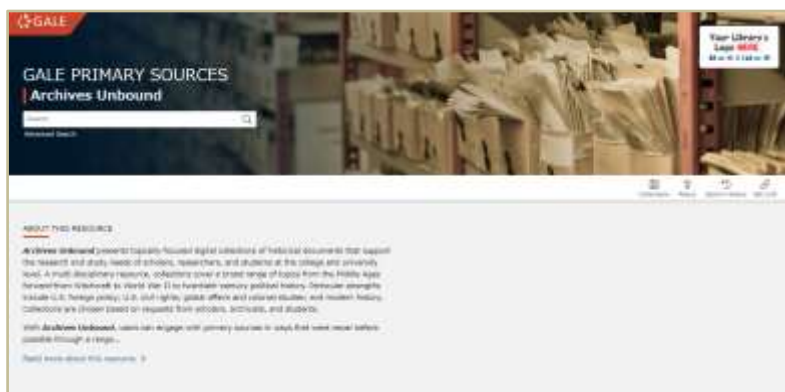 GALE
Your Library's
Logo HERE
GALE PRIMARY SOURCES
Archives Unbound
Search
Advanced Search
ABOUT THIS RESOURCE
Archives Unbound presents topically-focused digital collections of historical documents that support
the research and study needs of scholars, researchers, and students at the college and university
level. A multi disciplinary resource, collections cover a broad range of topics from the Middle Ages
forward-from Witchcraft to World War II to twentieth century political history. Particular strengths
include U.S. foreign policy; U.S. civil rights; global affairs and colonial studies; and modern history.
Collections are chosen based on requests from scholars, archivists, and students.
With Archives Unbound, users can engage with primary sources in ways that were never before
possible through a range...
Read more about this resource